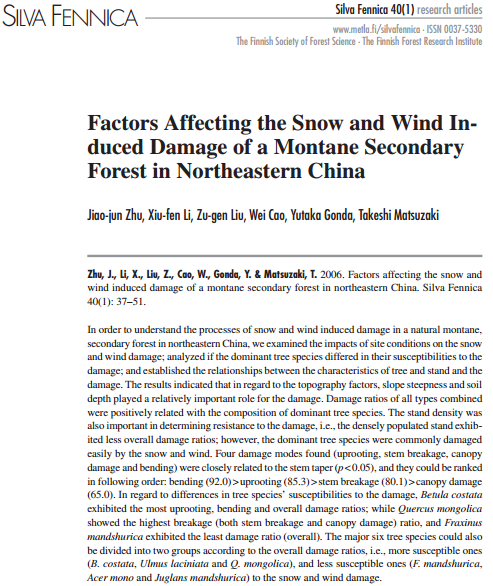 SILVA FENNICA
Silva Fennica 40(1) research articles
www.metla.fi/silvafennica · ISSN 0037-5330
The Finnish Society of Forest Science · The Finnish Forest Research Institute
Factors Affecting the Snow and Wind In-
duced Damage of a Montane Secondary
Forest in Northeastern China
Jiao-jun Zhu, Xiu-fen Li, Zu-gen Liu, Wei Cao, Yutaka Gonda, Takeshi Matsuzaki
Zhu, J., Li, X., Liu, Z., Cao, W., Gonda, Y. & Matsuzaki, T. 2006. Factors affecting the snow and
wind induced damage of a montane secondary forest in northeastern China. Silva Fennica
40(1): 37–51.
In order to understand the processes of snow and wind induced damage in a natural montane,
secondary forest in northeastern China, we examined the impacts of site conditions on the snow
and wind damage; analyzed if the dominant tree species differed in their susceptibilities to the
damage; and established the relationships between the characteristics of tree and stand and the
damage. The results indicated that in regard to the topography factors, slope steepness and soil
depth played a relatively important role for the damage. Damage ratios of all types combined
were positively related with the composition of dominant tree species. The stand density was
also important in determining resistance to the damage, i.e., the densely populated stand exhib-
ited less overall damage ratios; however, the dominant tree species were commonly damaged
easily by the snow and wind. Four damage modes found (uprooting, stem breakage, canopy
damage and bending) were closely related to the stem taper (p<0.05), and they could be ranked
in following order: bending (92.0)>uprooting (85.3)>stem breakage (80.1)>canopy damage
(65.0). In regard to differences in tree species' susceptibilities to the damage, Betula costata
exhibited the most uprooting, bending and overall damage ratios; while Quercus mongolica
showed the highest breakage (both stem breakage and canopy damage) ratio, and Fraxinus
mandshurica exhibited the least damage ratio (overall). The major six tree species could also
be divided into two groups according to the overall damage ratios, i.e., more susceptible ones
(B. costata, Ulmus laciniata and Q. mongolica), and less susceptible ones (F. mandshurica,
Acer mono and Juglans mandshurica) to the snow and wind damage.